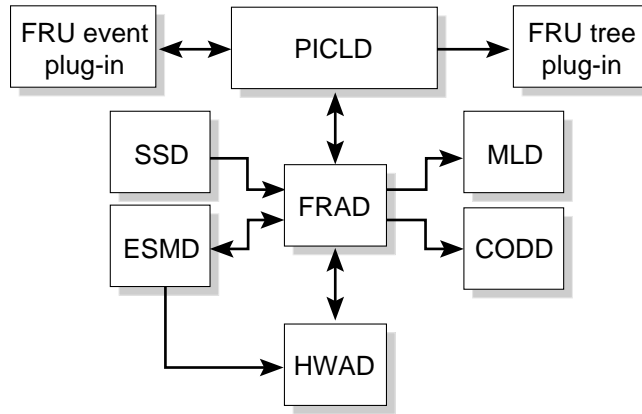 FRU event
plug-in
PICLD
FRU tree
plug-in
SSD
MLD
FRAD
ESMD
CODD
HWAD